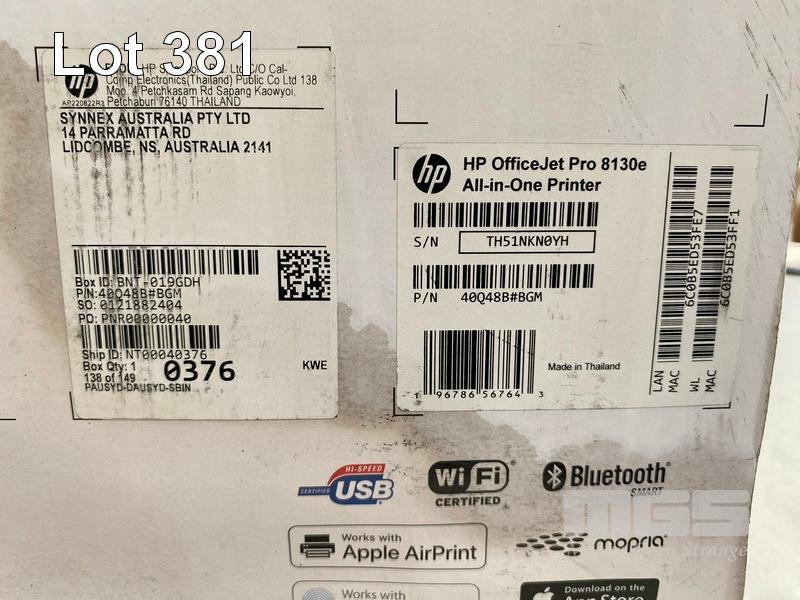 Lot 381
hp
Ltd C/O Cal-
Comp Electronics(Thailand) Public Co Ltd 138
Moo. 4 Petchkasam Rd Sapang Kaowyoi,
AP220822R3 Petchaburi 76140 THAILAND
SYNNEX AUSTRALIA PTY LTD
14 PARRAMATTA RD
LIDCOMBE, NS, AUSTRALIA 2141
Box ID: BNT-019GDH
P/N:40Q48B#BGM
SO: 0121882404
PO: PNR00000040
Ship ID: NT00040376
Box Qty: 1
138 of 149
0376
KWE
PAUSYD-DAUSYD-SBIN
hp
HP OfficeJet Pro 8130e
All-in-One Printer
S/N TH51NKN0YH
P/N 40Q48B#BGM
Made in Thailand
1 96786 56764 3
LAN
MAC
6C0B5ED53FE7
WL
MAC
6C0B5ED53FF1
HI-SPEED
CERTIFIED USB
Wi Fi
CERTIFIED
Bluetooth
SMART
MGS
Strange
Works with
Apple AirPrint
mopria
Works with
Download on the
App Store